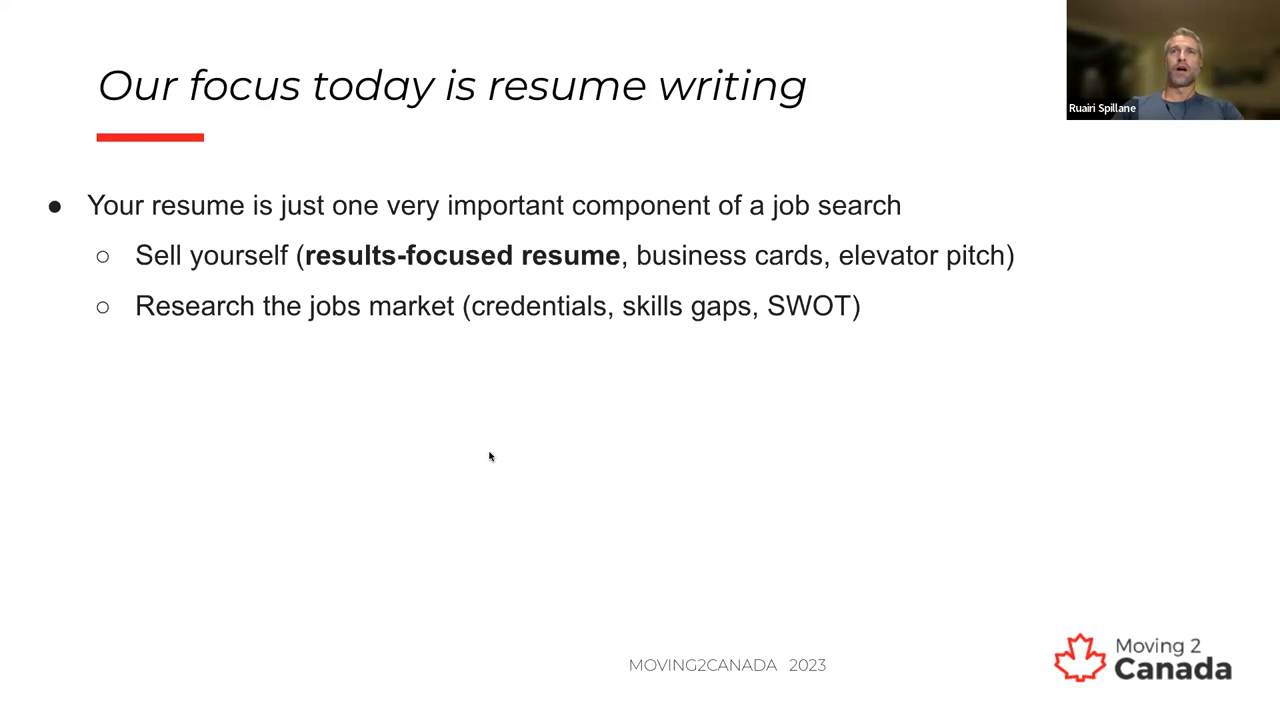 Our focus today is resume writing
Ruairi Spillane
● Your resume is just one very important component of a job search
○ Sell yourself (results-focused resume, business cards, elevator pitch)
○ Research the jobs market (credentials, skills gaps, SWOT)
MOVING2CANADA 2023
Moving 2
Canada